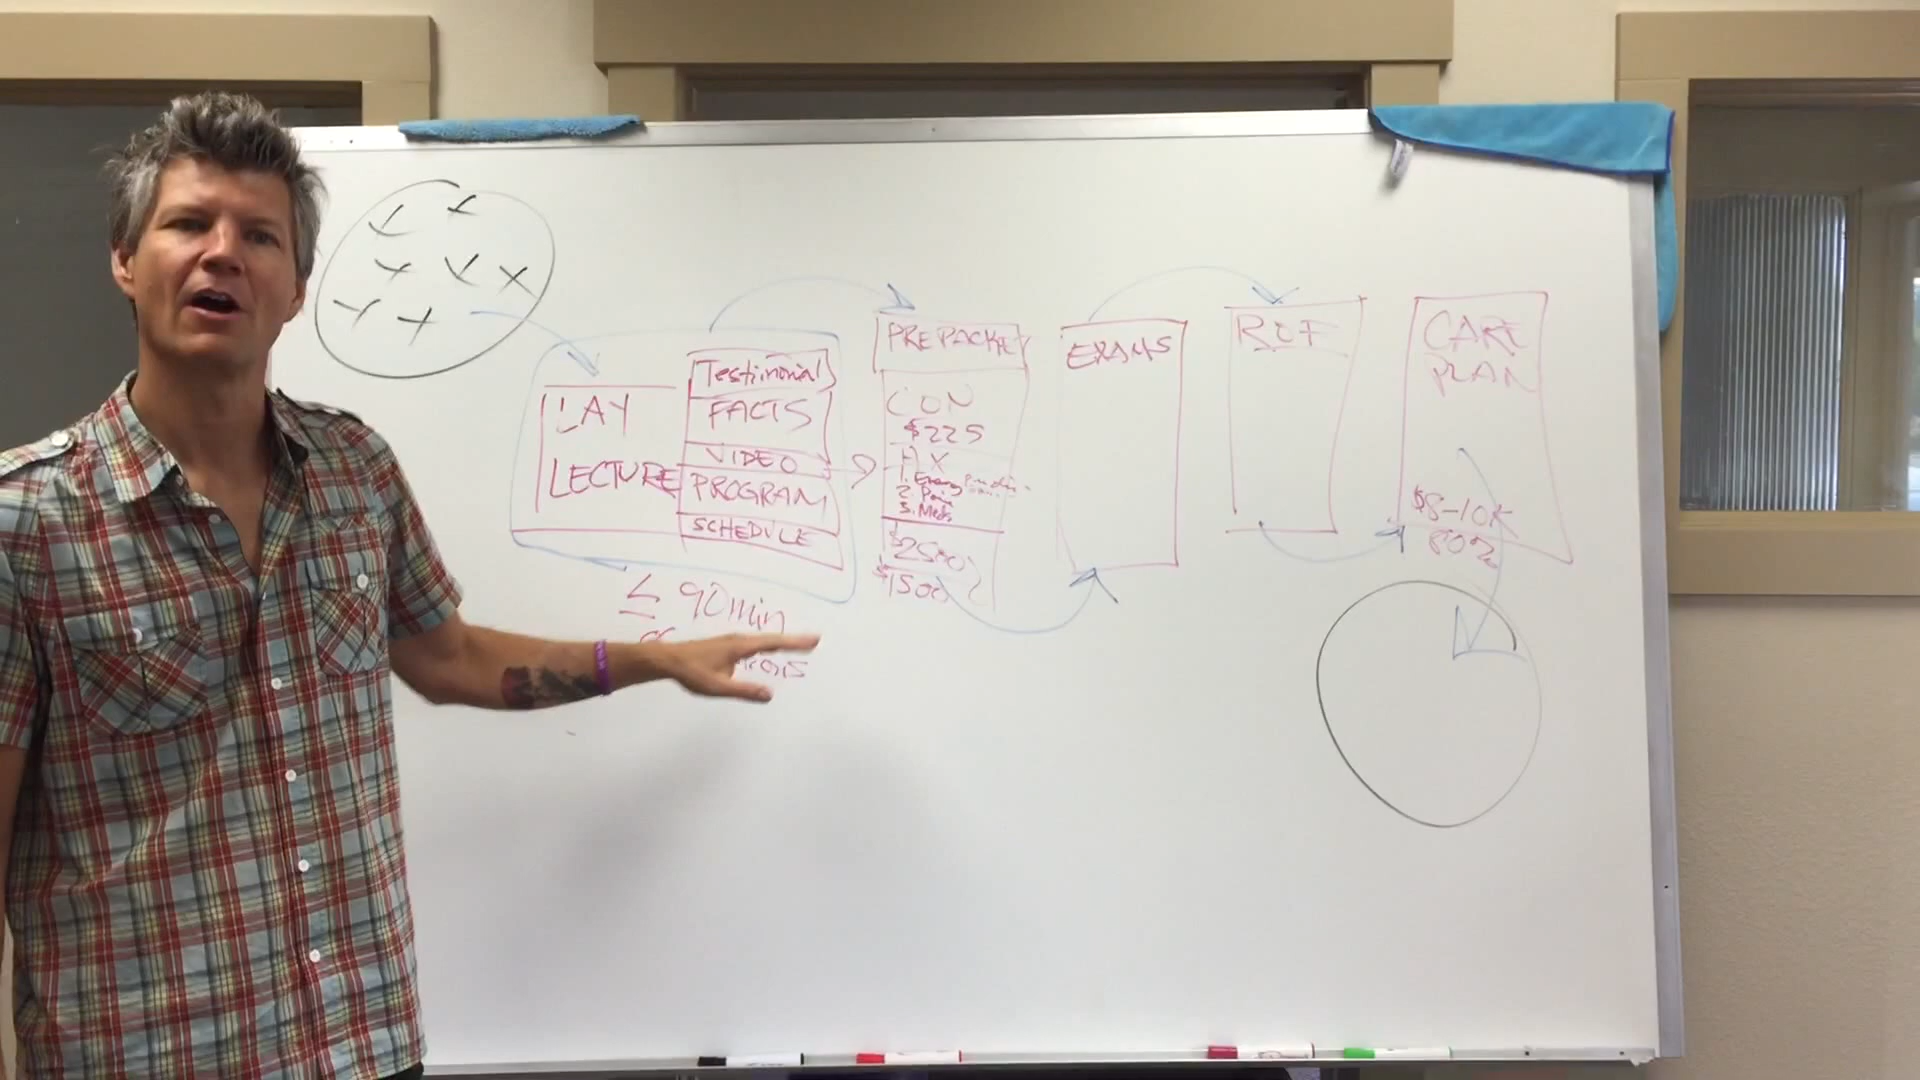 LAY
LECTURE
Testimonial
FACTS
VIDEO
PROGRAM
SCHEDULE
≤ 90min
PREPACKET
CON
$225
HX
1. Energy
2. Pain
3. Meds
$2500
$1500
EXAMS
ROF
CARE
PLAN
$8-10K
80%